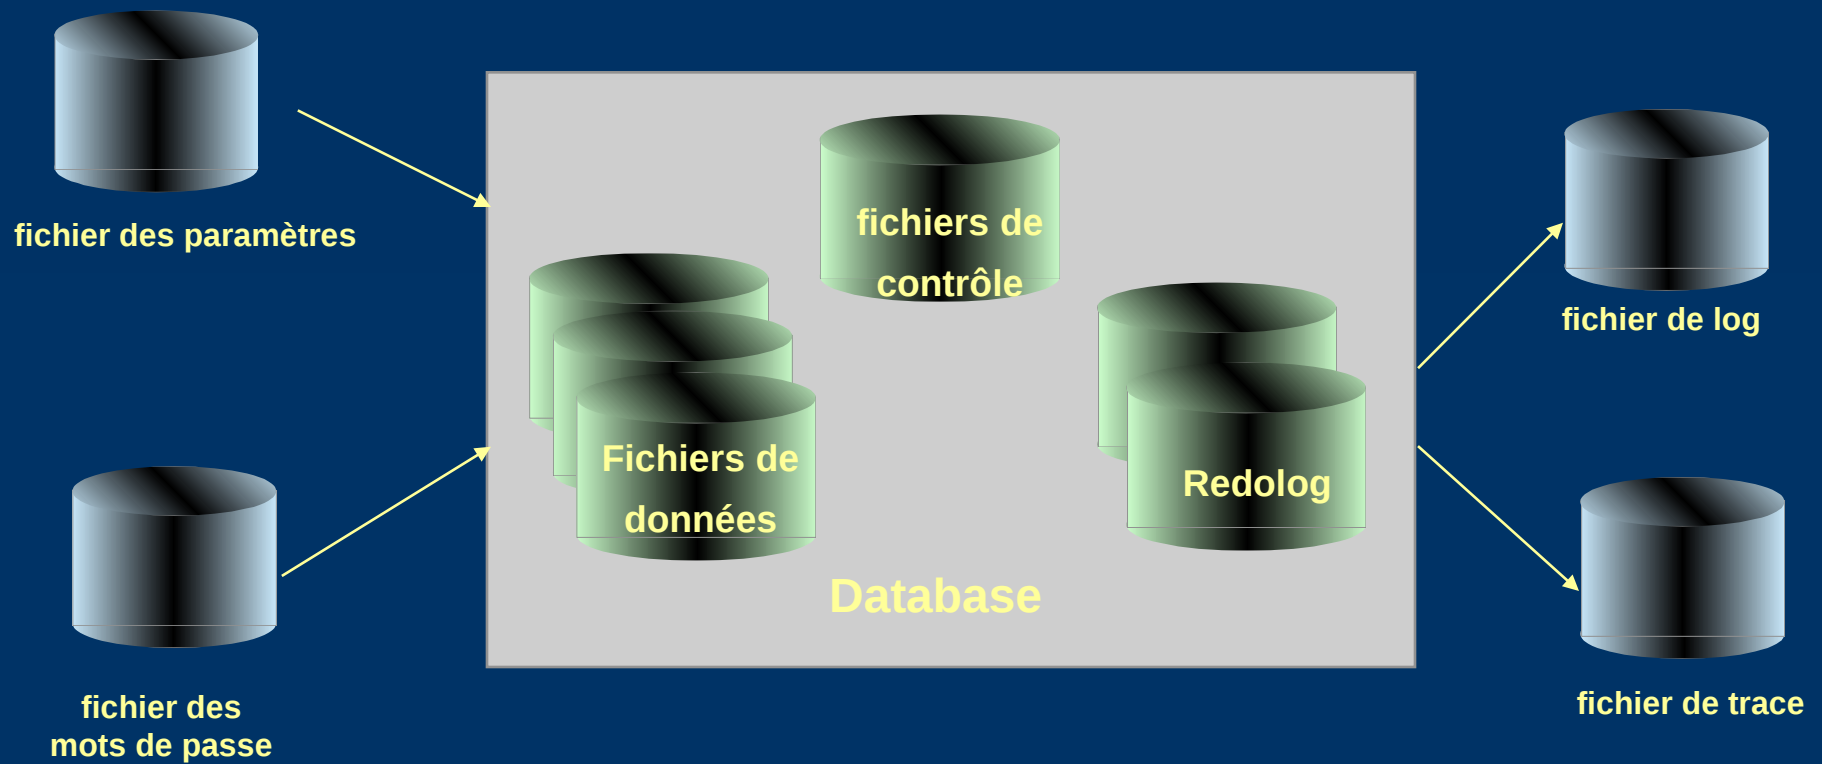 fichier des paramètres
fichiers de
contrôle
fichier de log
Fichiers de
données
Redolog
Database
fichier des
mots de passe
fichier de trace